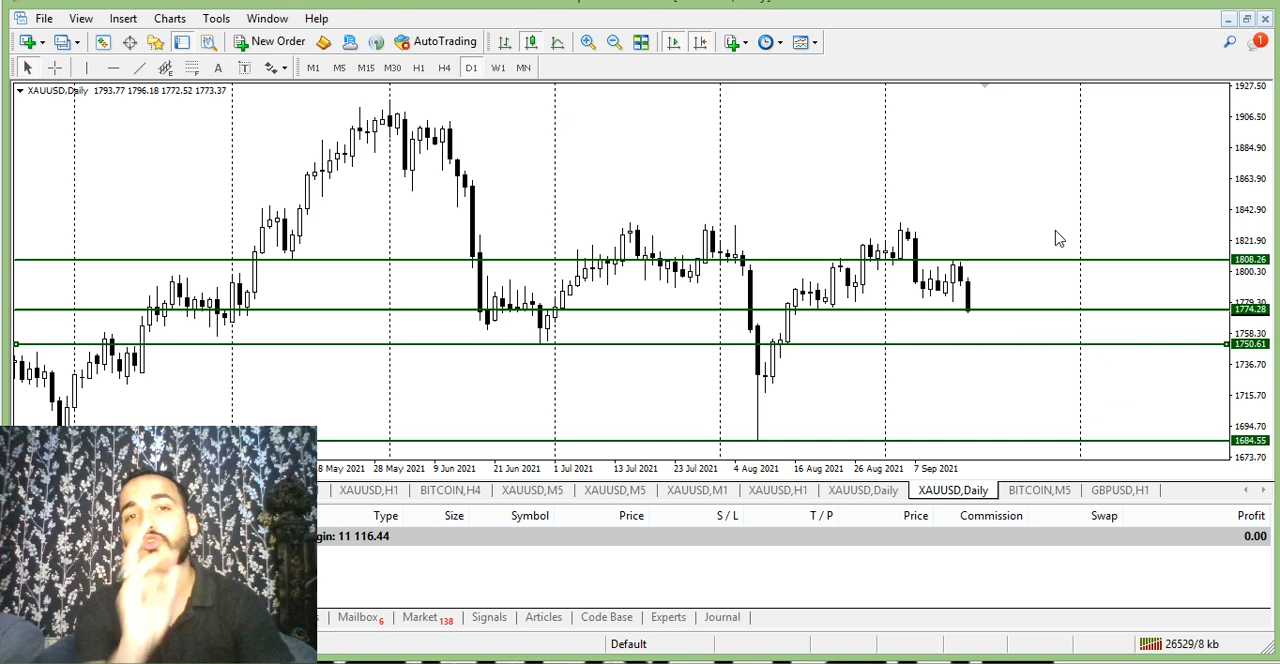 File View Insert Charts Tools Window Help
New Order AutoTrading 1
A T M1 M5 M15 M30 H1 H4 D1 W1 MN
XAUUSD,Daily 1793.77 1796.18 1772.52 1773.37
1927.50
1906.50
1884.90
1863.90
1842.90
1821.90
1808.26
1800.30
1779.30
1774.28
1758.30
1750.61
1736.70
1715.70
1694.70
1684.55
1673.70
8 May 2021 28 May 2021 9 Jun 2021 21 Jun 2021 1 Jul 2021 13 Jul 2021 23 Jul 2021 4 Aug 2021 16 Aug 2021 26 Aug 2021 7 Sep 2021
XAUUSD,H1 BITCOIN,H4 XAUUSD,M5 XAUUSD,M5 XAUUSD,M1 XAUUSD,H1 XAUUSD,Daily XAUUSD,Daily BITCOIN,M5 GBPUSD,H1
Type Size Symbol Price S / L T / P Price Commission Swap Profit
gin: 11 116.44 0.00
Mailbox 6 Market 138 Signals Articles Code Base Experts Journal
Default 26529/8 kb